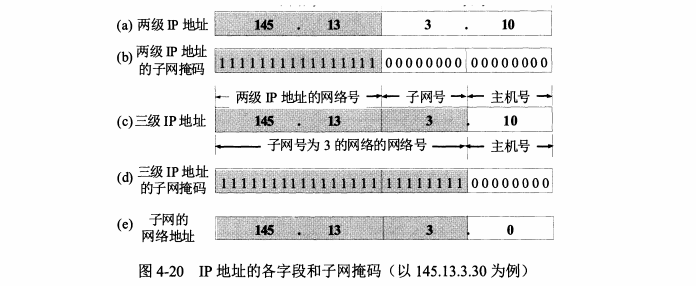 (a) 两级 IP 地址 145 . 13 3 . 10
(b) 两级 IP 地址
的子网掩码 1111111111111111 00000000 00000000
两级 IP 地址的网络号 子网号 主机号
(c) 三级 IP 地址 145 . 13 . 3 . 10
子网号为 3 的网络的网络号 主机号
(d) 三级 IP 地址
的子网掩码 1111111111111111 11111111 00000000
(e) 子网的
网络地址 145 . 13 . 3 . 0
图 4-20 IP 地址的各字段和子网掩码（以 145.13.3.30 为例）